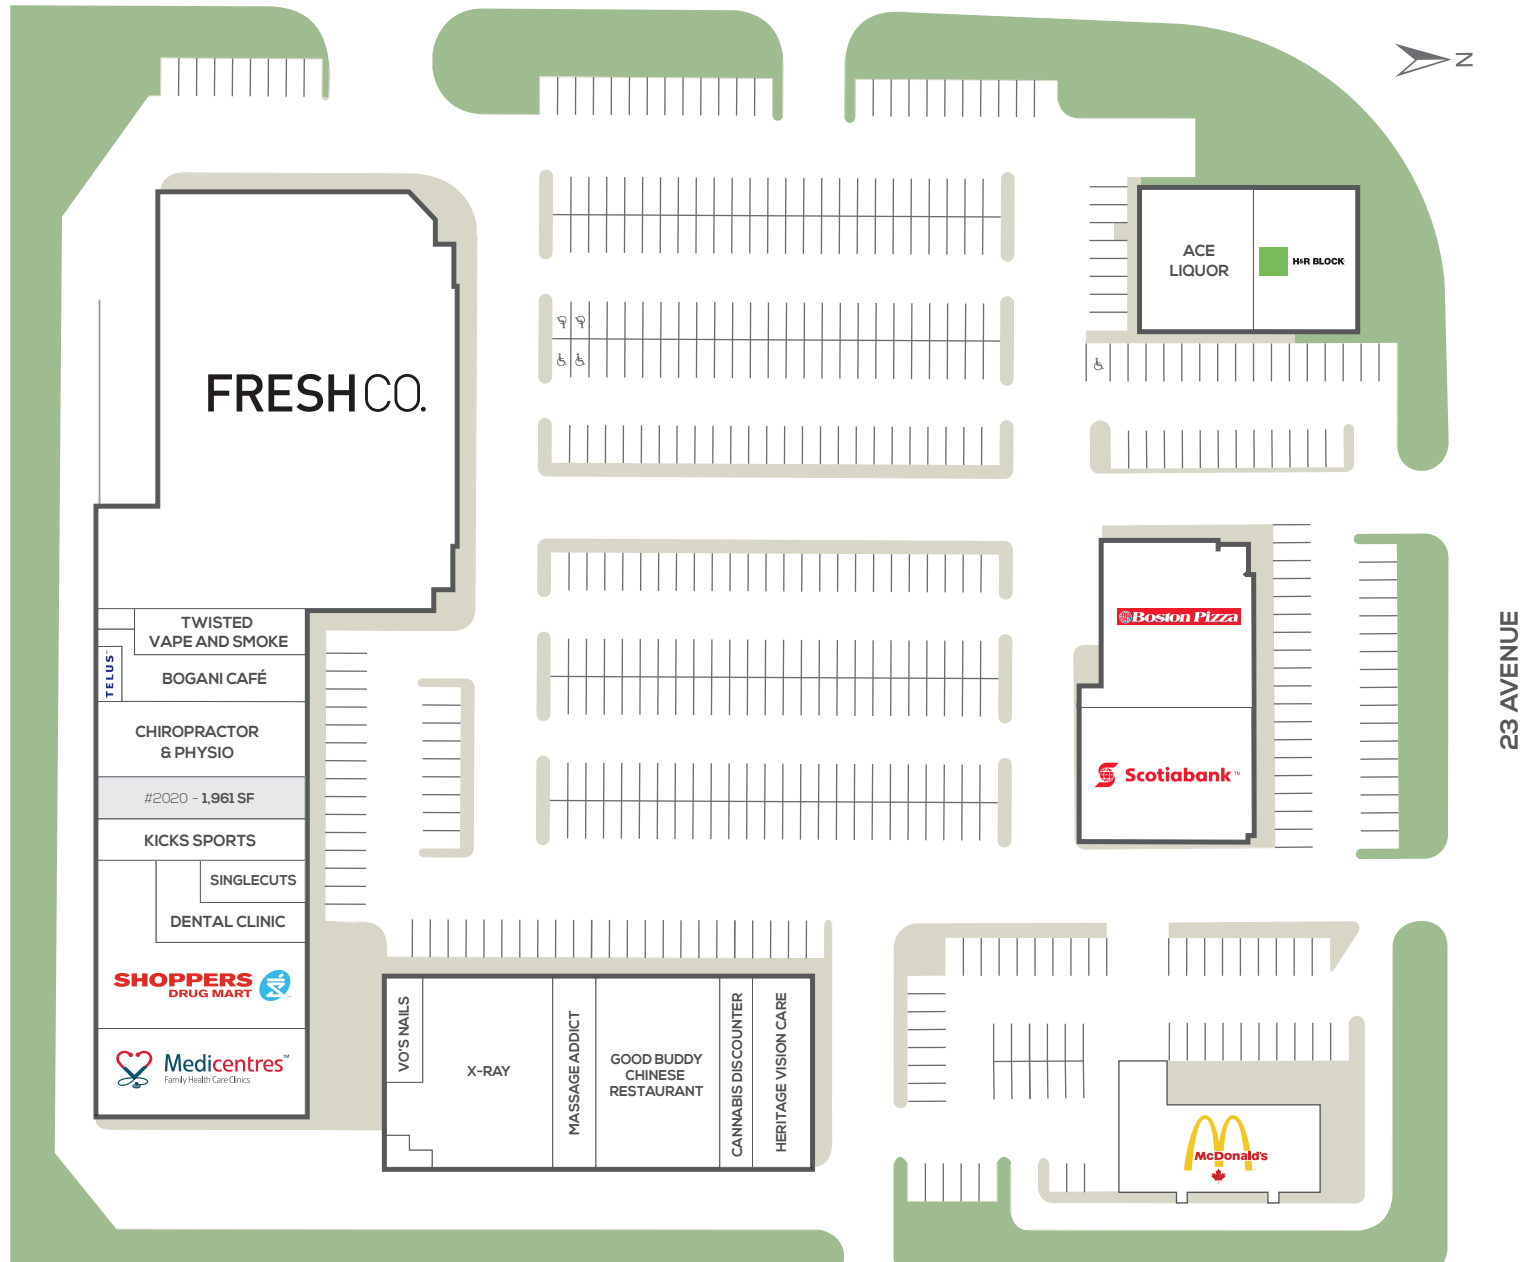 N
ACE
LIQUOR
H&R BLOCK
FRESHCO.
TWISTED
VAPE AND SMOKE
TELUS
BOGANI CAFÉ
CHIROPRACTOR
& PHYSIO
#2020 - 1,961 SF
KICKS SPORTS
SINGLECUTS
DENTAL CLINIC
SHOPPERS
DRUG MART
Medicentres™
Family Health Care Clinics
Boston Pizza
Scotiabank™
23 AVENUE
VO'S NAILS
X-RAY
MASSAGE ADDICT
GOOD BUDDY
CHINESE
RESTAURANT
CANNABIS DISCOUNTER
HERITAGE VISION CARE
McDonald's